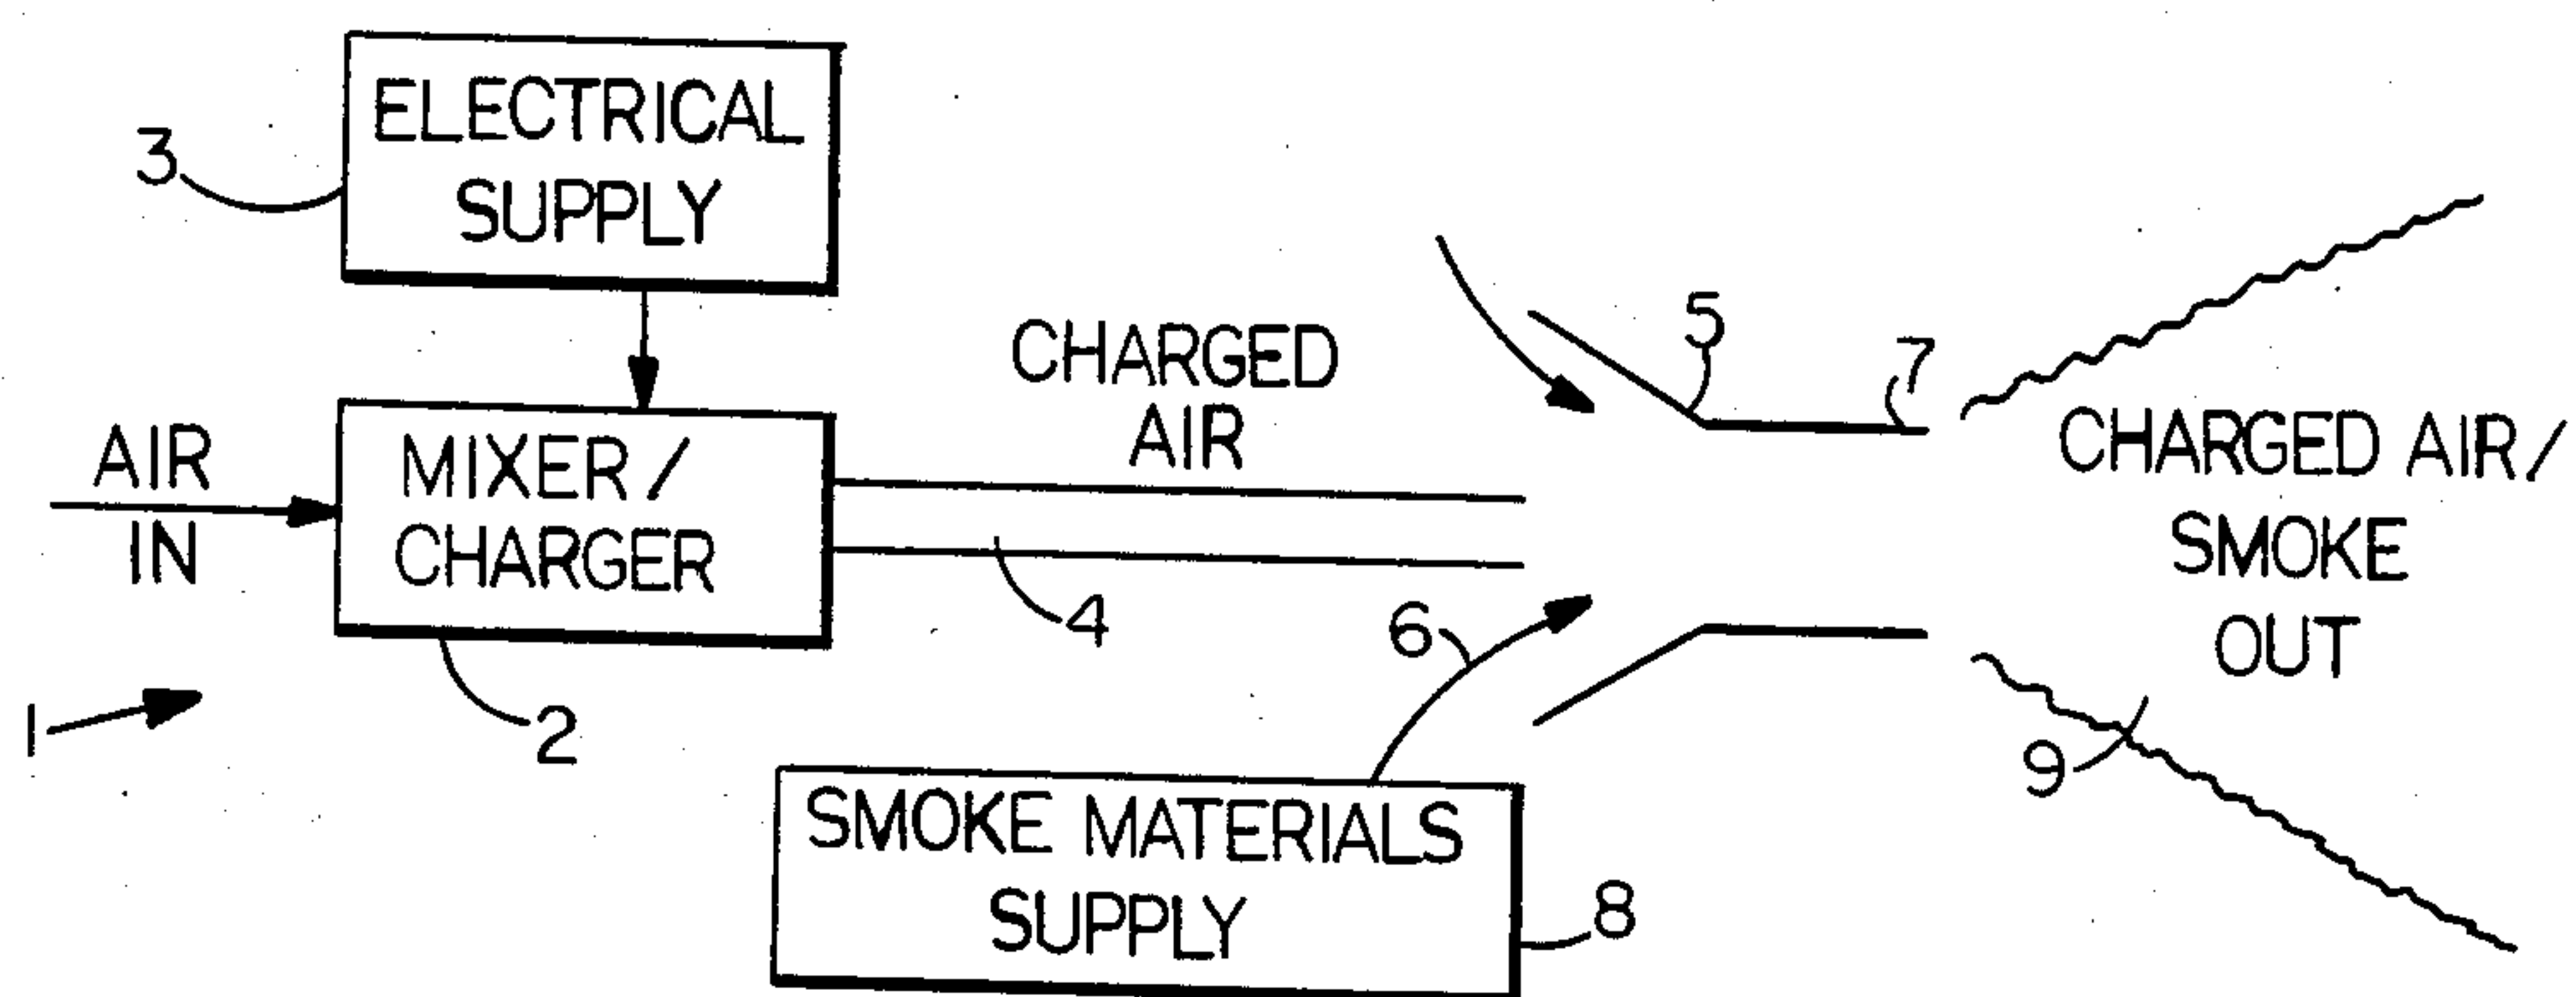 ELECTRICAL
SUPPLY
3
AIR
IN
MIXER /
CHARGER
CHARGED
AIR
5
7
CHARGED AIR /
SMOKE
OUT
4
6
1
2
9
SMOKE MATERIALS
SUPPLY
8